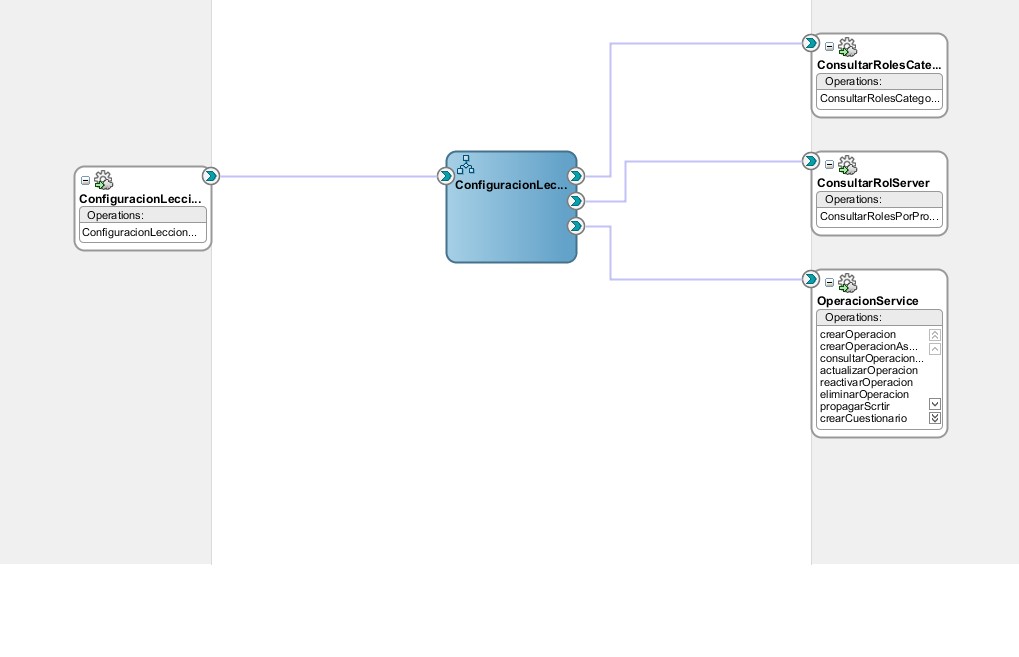 ConfiguracionLecci...
Operations:
ConfiguracionLeccion...
ConfiguracionLec...
ConsultarRolesCate...
Operations:
ConsultarRolesCatego...
ConsultarRolServer
Operations:
ConsultarRolesPorPro...
OperacionService
Operations:
crearOperacion
crearOperacionAs...
consultarOperacion...
actualizarOperacion
reactivarOperacion
eliminarOperacion
propagarScrtir
crearCuestionario